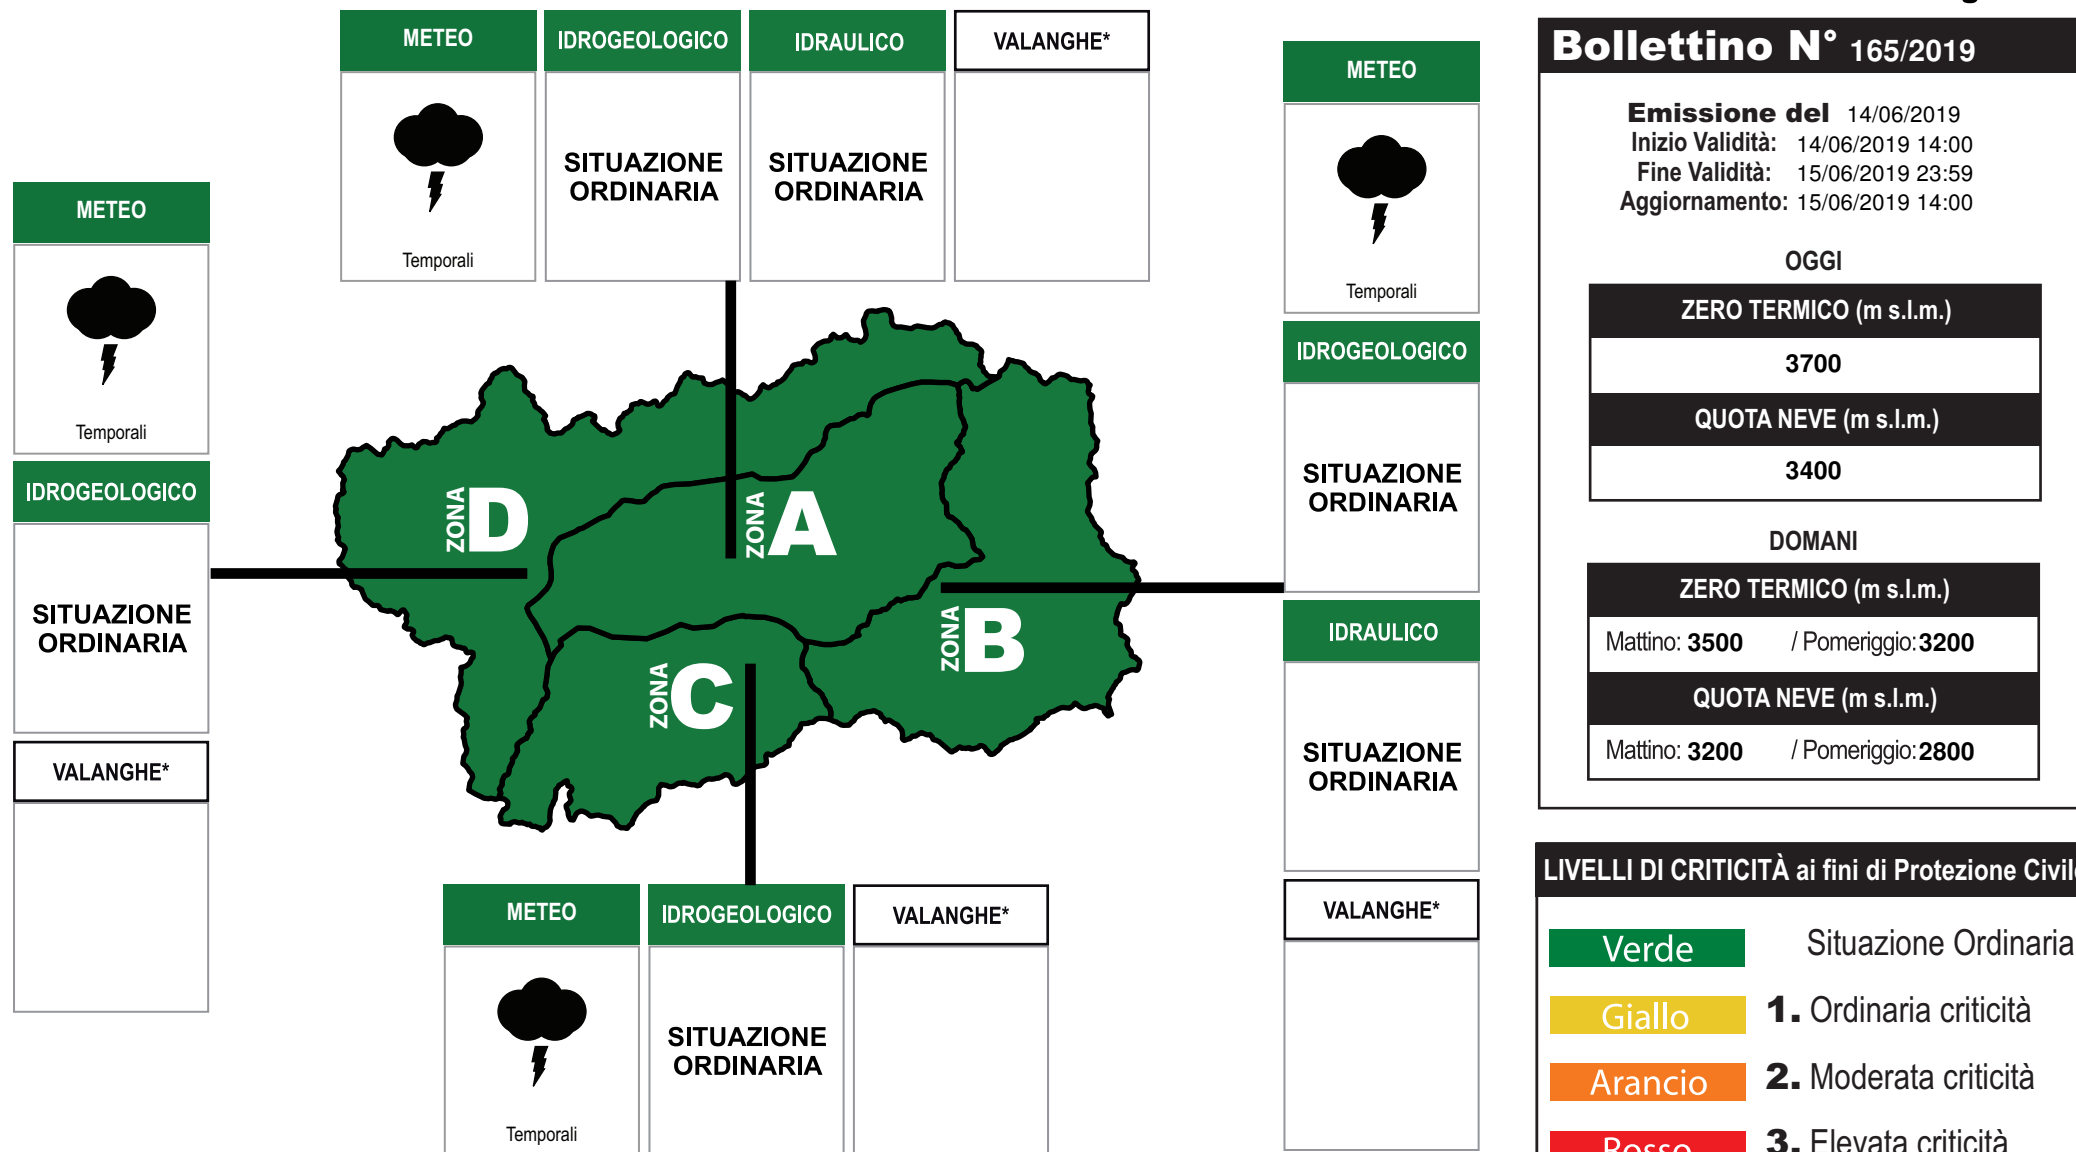 METEO
IDROGEOLOGICO
IDRAULICO
VALANGHE*
Temporali
SITUAZIONE
ORDINARIA
SITUAZIONE
ORDINARIA
METEO
Temporali
IDROGEOLOGICO
SITUAZIONE
ORDINARIA
VALANGHE*
ZONA D
ZONA A
ZONA B
ZONA C
METEO
Temporali
IDROGEOLOGICO
SITUAZIONE
ORDINARIA
IDRAULICO
SITUAZIONE
ORDINARIA
VALANGHE*
METEO
IDROGEOLOGICO
VALANGHE*
Temporali
SITUAZIONE
ORDINARIA
Bollettino N° 165/2019
Emissione del 14/06/2019
Inizio Validità: 14/06/2019 14:00
Fine Validità: 15/06/2019 23:59
Aggiornamento: 15/06/2019 14:00
OGGI
ZERO TERMICO (m s.l.m.)
3700
QUOTA NEVE (m s.l.m.)
3400
DOMANI
ZERO TERMICO (m s.l.m.)
Mattino: 3500 / Pomeriggio: 3200
QUOTA NEVE (m s.l.m.)
Mattino: 3200 / Pomeriggio: 2800
LIVELLI DI CRITICITÀ ai fini di Protezione Civile
Verde Situazione Ordinaria
Giallo 1. Ordinaria criticità
Arancio 2. Moderata criticità
Rosso 3. Elevata criticità